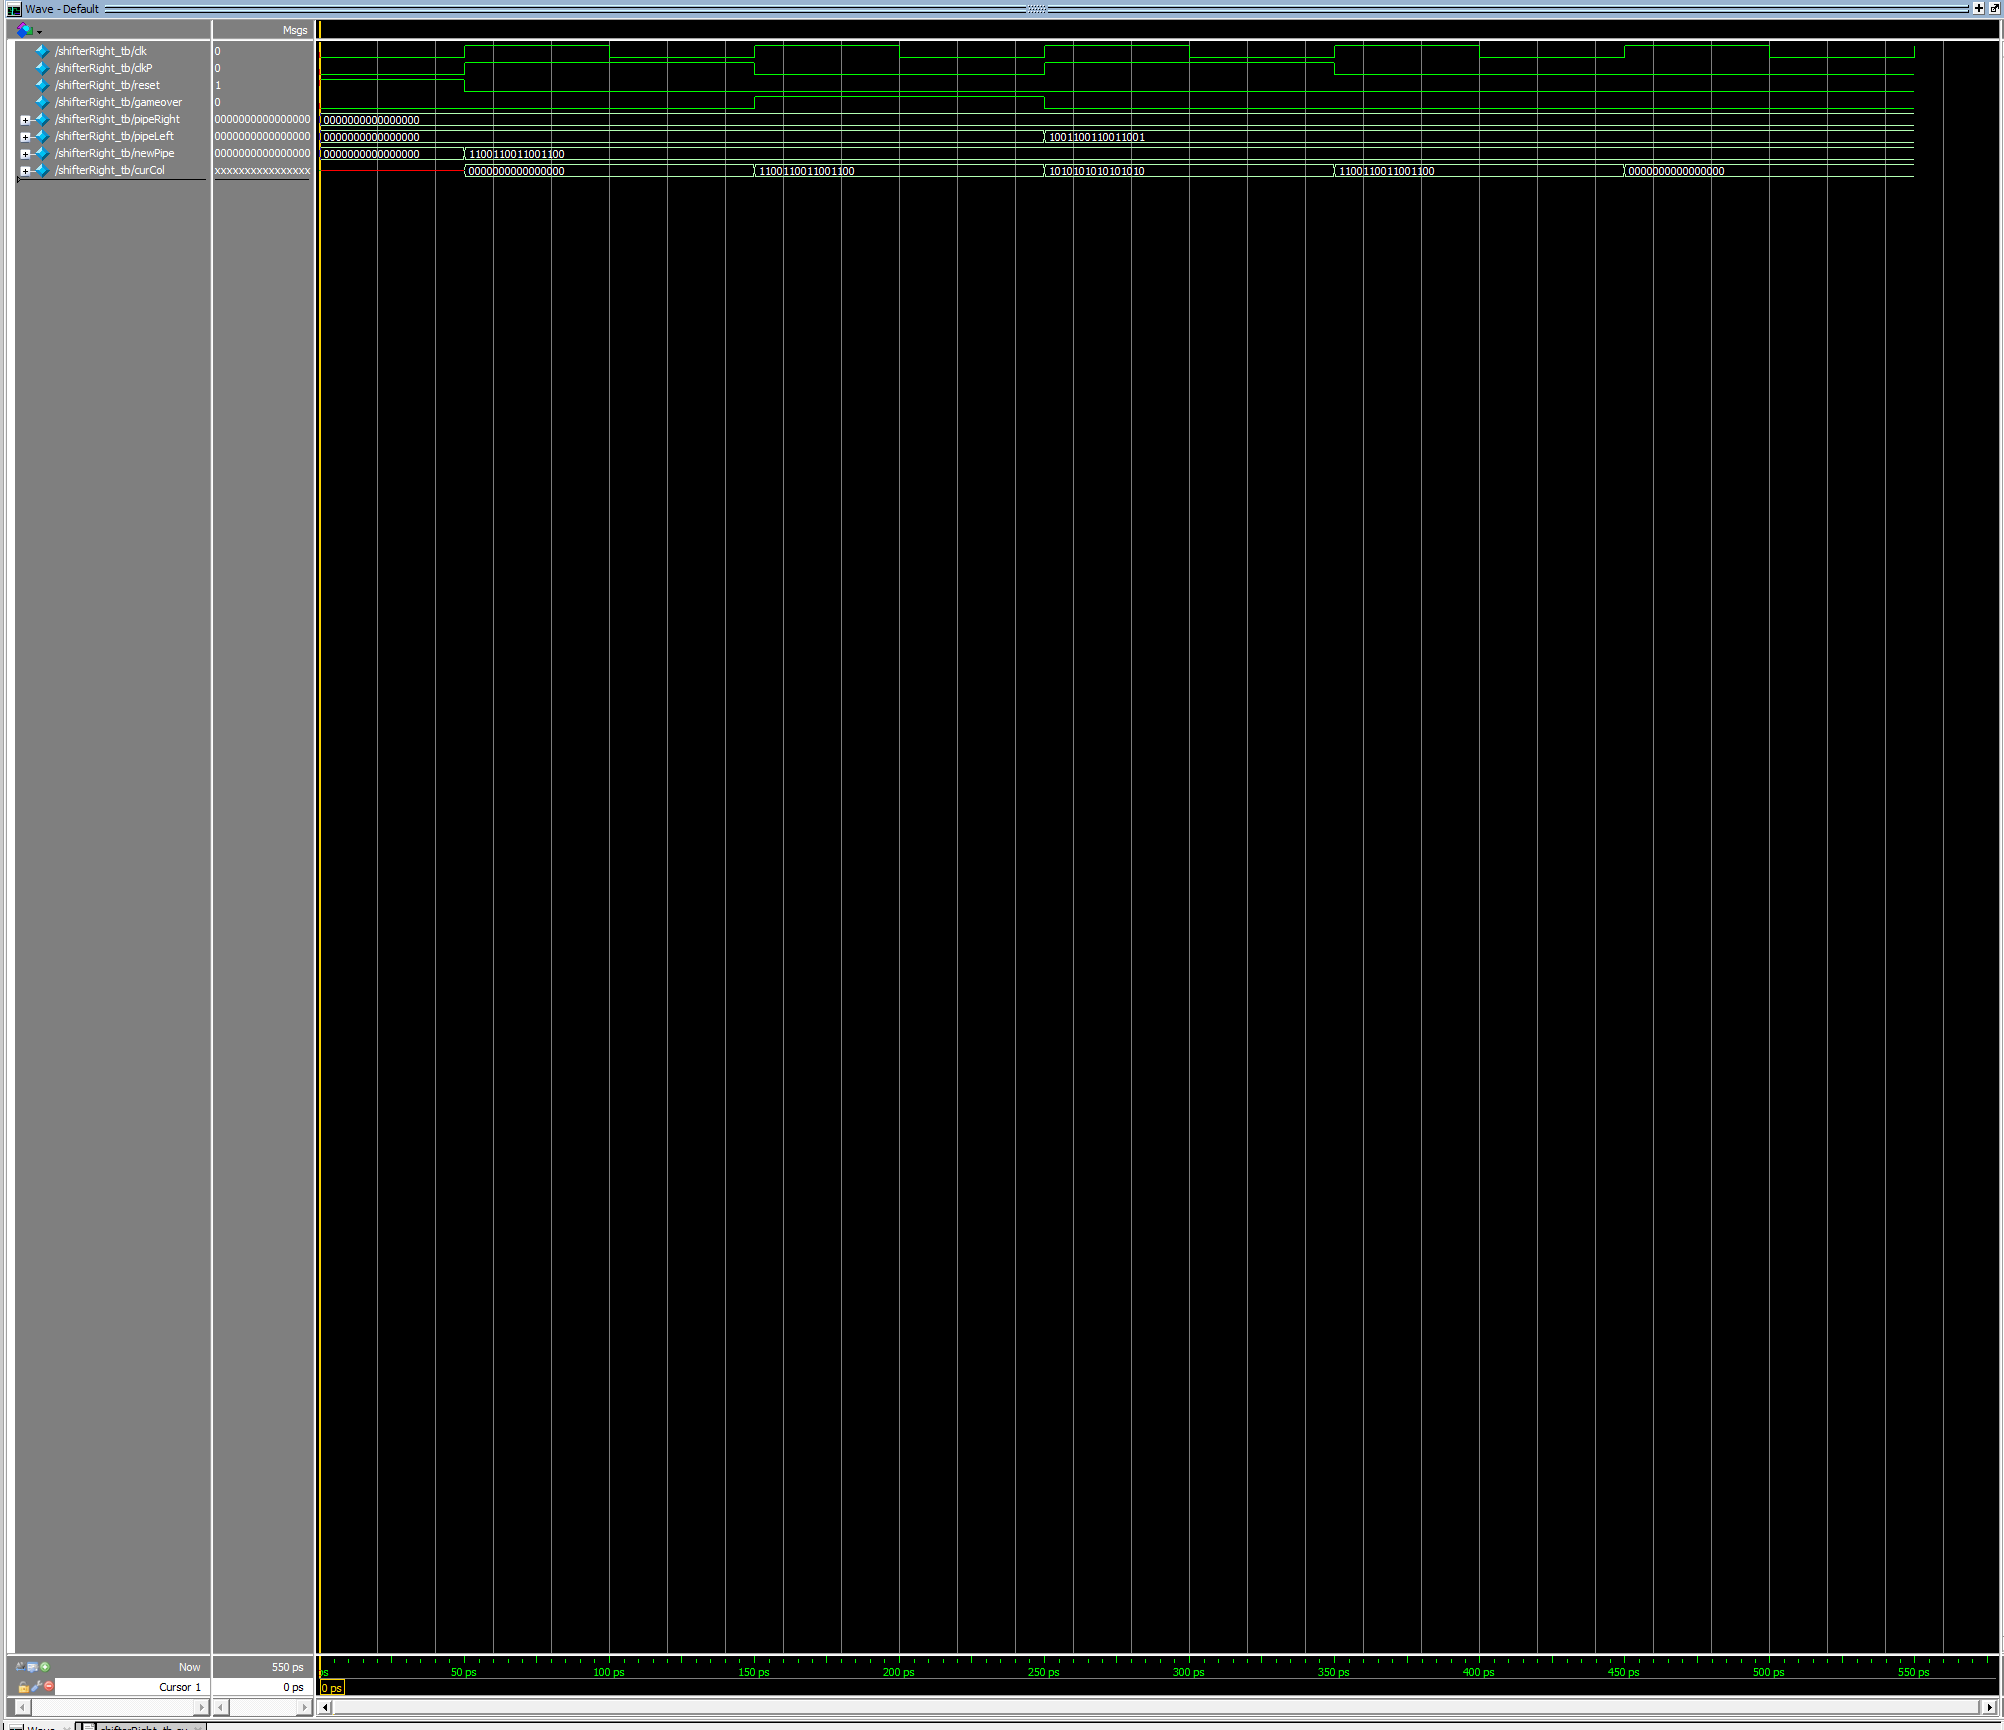 Wave - Default
Msgs
/shifterRight_tb/clk 0
/shifterRight_tb/clkP 0
/shifterRight_tb/reset 1
/shifterRight_tb/gameover 0
/shifterRight_tb/pipeRight 0000000000000000 0000000000000000
/shifterRight_tb/pipeLeft 0000000000000000 0000000000000000 1001100110011001
/shifterRight_tb/newPipe 0000000000000000 0000000000000000 1100110011001100
/shifterRight_tb/curCol xxxxxxxxxxxxxxxx 0000000000000000 1100110011001100 1010101010101010 1100110011001100 0000000000000000
Now 550 ps ps 50 ps 100 ps 150 ps 200 ps 250 ps 300 ps 350 ps 400 ps 450 ps 500 ps 550 ps
Cursor 1 0 ps 0 ps
Wave